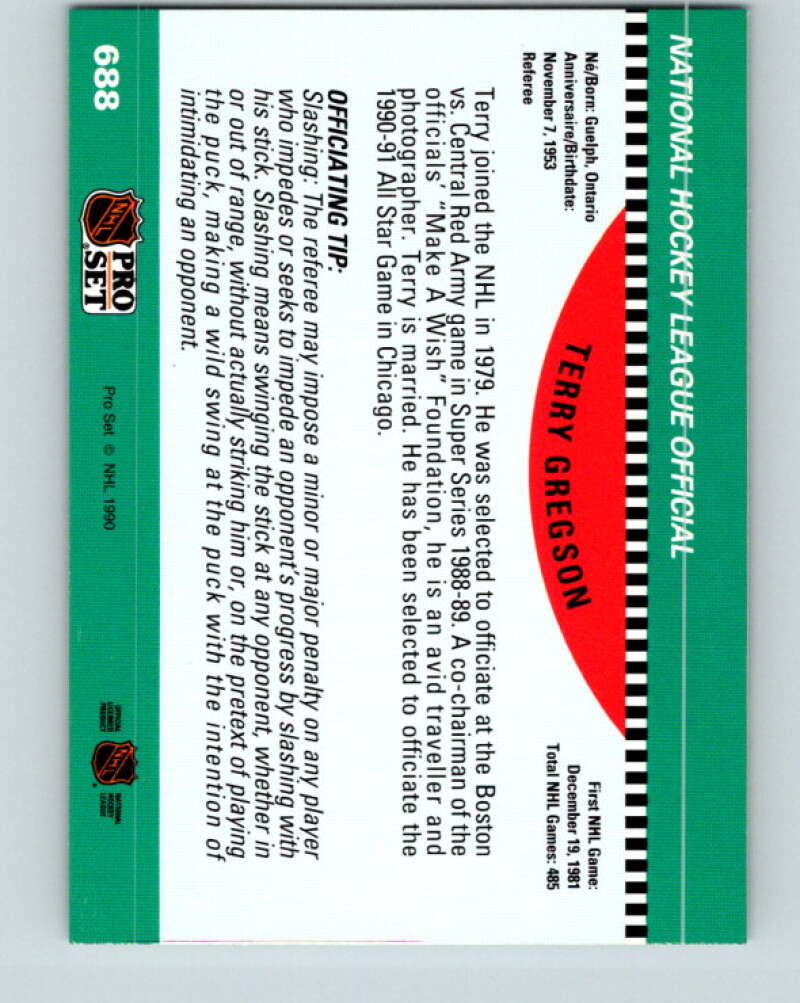 NATIONAL HOCKEY LEAGUE OFFICIAL
Né/Born: Guelph, Ontario
Anniversaire/Birthdate:
November 7, 1953
Referee
TERRY GREGSON
First NHL Game:
December 19, 1981
Total NHL Games: 485
Terry joined the NHL in 1979. He was selected to officiate at the Boston
vs. Central Red Army game in Super Series 1988-89. A co-chairman of the
officials' "Make A Wish" Foundation, he is an avid traveller and
photographer. Terry is married. He has been selected to officiate the
1990-91 All Star Game in Chicago.
OFFICIATING TIP:
Slashing: The referee may impose a minor or major penalty on any player
who impedes or seeks to impede an opponent's progress by slashing with
his stick. Slashing means swinging the stick at any opponent, whether in
or out of range, without actually striking him or, on the pretext of playing
the puck, making a wild swing at the puck with the intention of
intimidating an opponent.
688
NHL
PRO
SET
®
Pro Set © NHL 1990
OFFICIAL
LICENSED
PRODUCT
NHL
NATIONAL
HOCKEY
LEAGUE